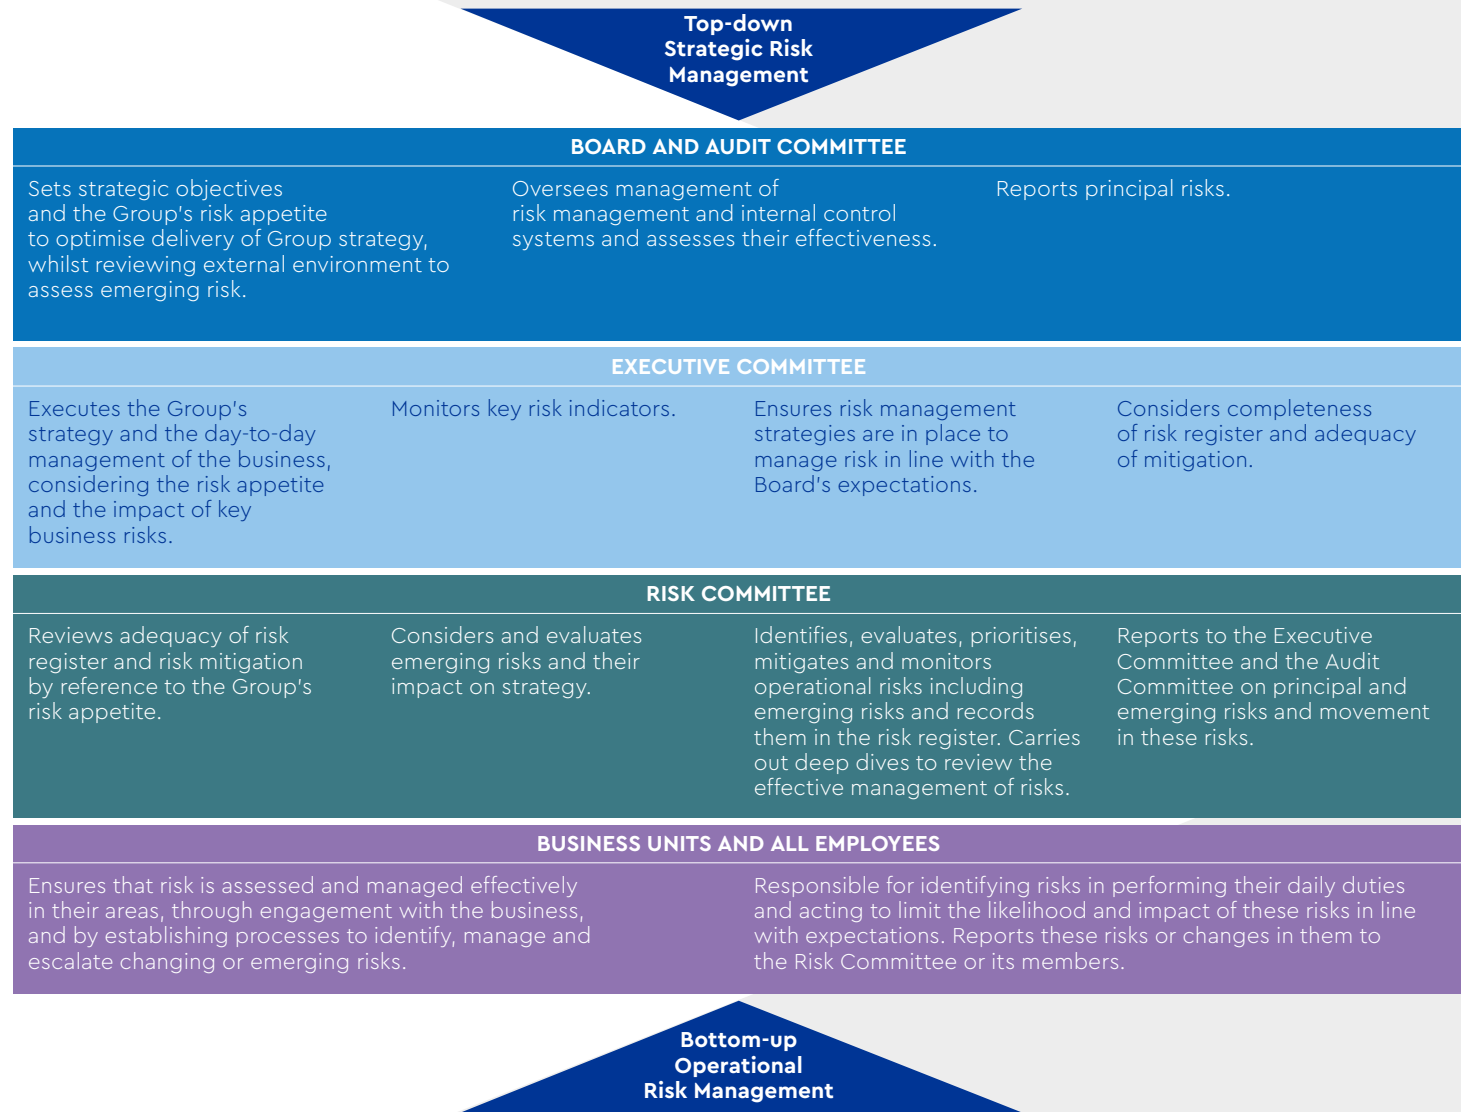 Top-down
Strategic Risk
Management
BOARD AND AUDIT COMMITTEE
Sets strategic objectives
and the Group's risk appetite
to optimise delivery of Group strategy,
whilst reviewing external environment to
assess emerging risk.
Oversees management of
risk management and internal control
systems and assesses their effectiveness.
Reports principal risks.
EXECUTIVE COMMITTEE
Executes the Group's
strategy and the day-to-day
management of the business,
considering the risk appetite
and the impact of key
business risks.
Monitors key risk indicators.
Ensures risk management
strategies are in place to
manage risk in line with the
Board's expectations.
Considers completeness
of risk register and adequacy
of mitigation.
RISK COMMITTEE
Reviews adequacy of risk
register and risk mitigation
by reference to the Group's
risk appetite.
Considers and evaluates
emerging risks and their
impact on strategy.
Identifies, evaluates, prioritises,
mitigates and monitors
operational risks including
emerging risks and records
them in the risk register. Carries
out deep dives to review the
effective management of risks.
Reports to the Executive
Committee and the Audit
Committee on principal and
emerging risks and movement
in these risks.
BUSINESS UNITS AND ALL EMPLOYEES
Ensures that risk is assessed and managed effectively
in their areas, through engagement with the business,
and by establishing processes to identify, manage and
escalate changing or emerging risks.
Responsible for identifying risks in performing their daily duties
and acting to limit the likelihood and impact of these risks in line
with expectations. Reports these risks or changes in them to
the Risk Committee or its members.
Bottom-up
Operational
Risk Management